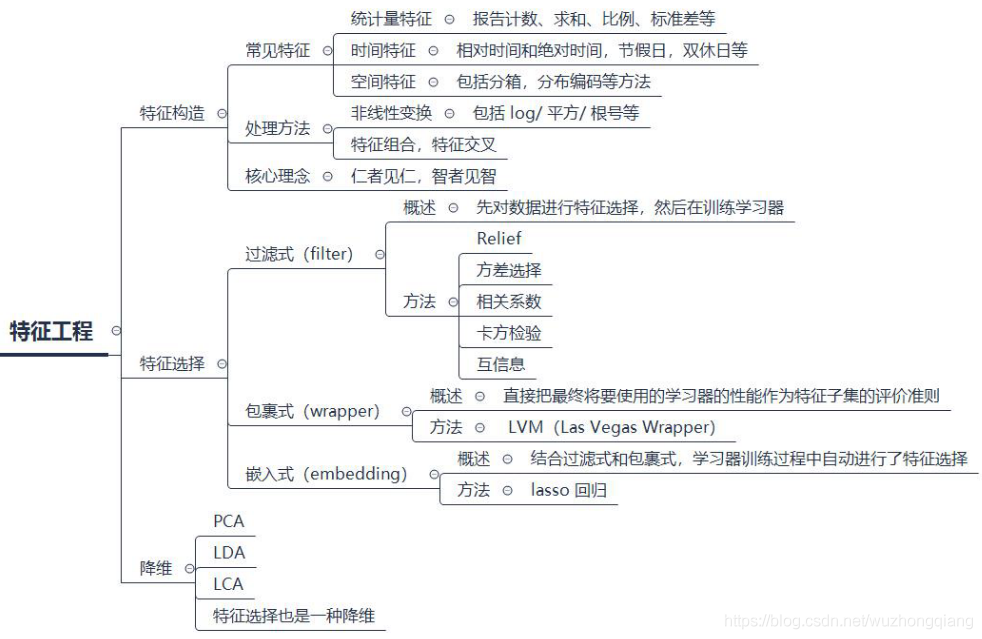 特征工程
特征构造
常见特征
统计量特征
报告计数、求和、比例、标准差等
时间特征
相对时间和绝对时间，节假日，双休日等
空间特征
包括分箱，分布编码等方法
处理方法
非线性变换
包括 log/ 平方/ 根号等
特征组合，特征交叉
核心理念
仁者见仁，智者见智
特征选择
过滤式（filter）
概述
先对数据进行特征选择，然后在训练学习器
方法
Relief
方差选择
相关系数
卡方检验
互信息
包裹式（wrapper）
概述
直接把最终将要使用的学习器的性能作为特征子集的评价准则
方法
LVM（Las Vegas Wrapper）
嵌入式（embedding）
概述
结合过滤式和包裹式，学习器训练过程中自动进行了特征选择
方法
lasso 回归
降维
PCA
LDA
LCA
特征选择也是一种降维
https://blog.csdn.net/wuzhongqiang